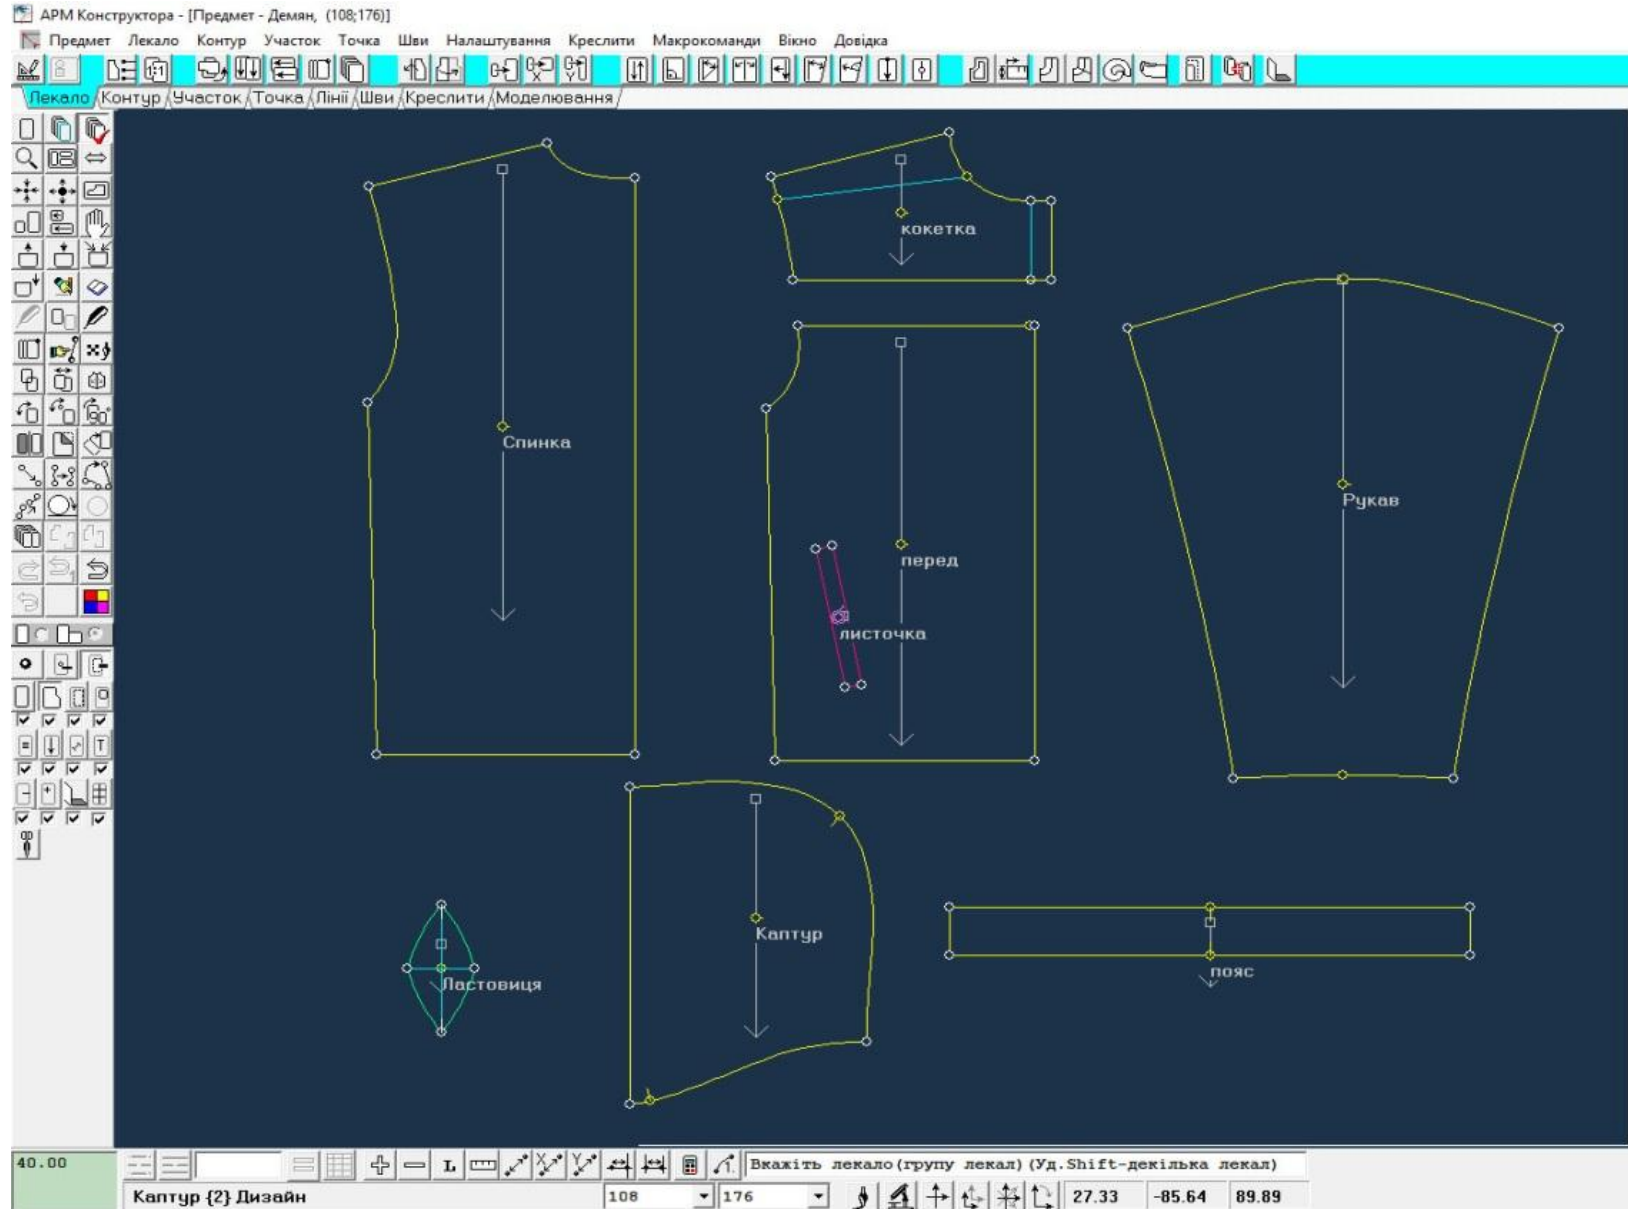 АРМ Конструктора - [Предмет - Демян, (108;176)]
Предмет Лекало Контур Участок Точка Шви Налаштування Креслити Макрокоманди Вікно Довідка
Лекало Контур Участок Точка Лінії Шви Креслити Моделювання
кокетка
Спинка
Рукав
перед
листочка
Каптур
пояс
Ластовиця
40.00
L
Вкажіть лекало(групу лекал)(Уд.Shift-декілька лекал)
Каптур {2} Дизайн 108 176 27.33 -85.64 89.89